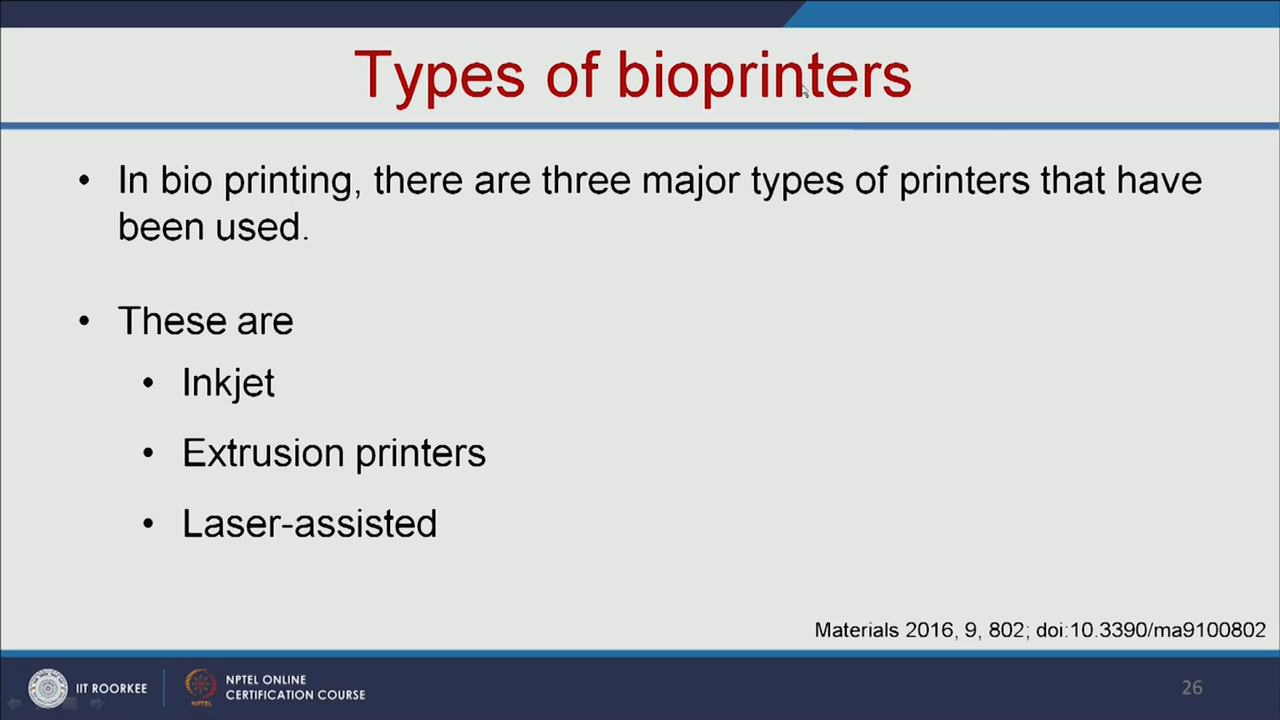 Types of bioprinters
• In bio printing, there are three major types of printers that have
been used.
• These are
• Inkjet
• Extrusion printers
• Laser-assisted
Materials 2016, 9, 802; doi:10.3390/ma9100802
IIT ROORKEE
NPTEL
NPTEL ONLINE
CERTIFICATION COURSE
26